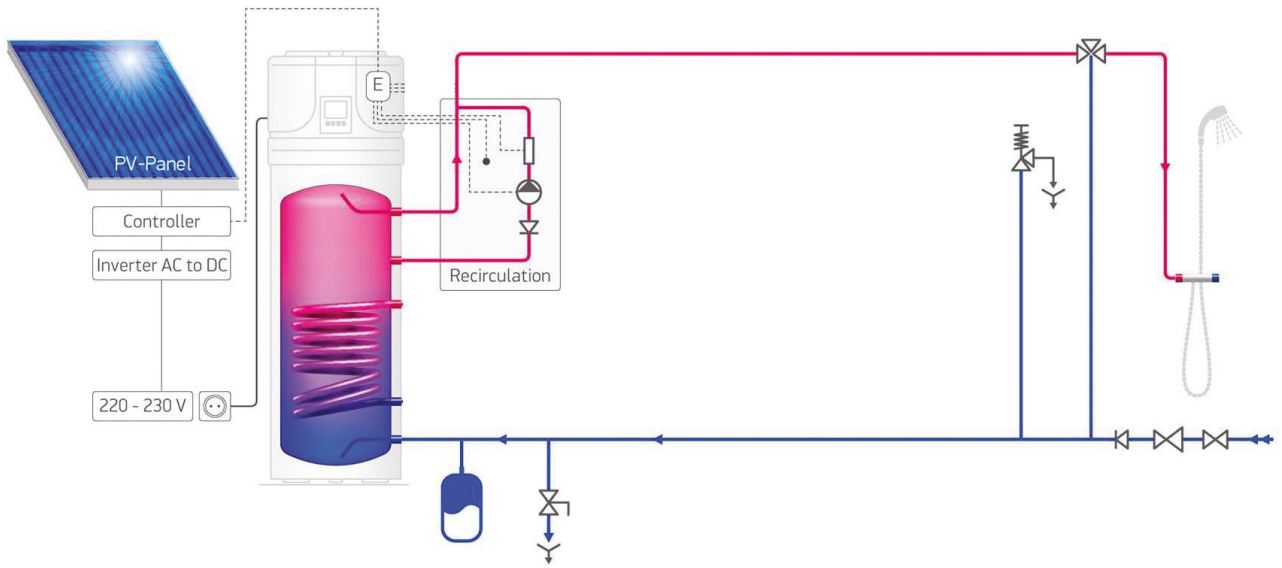 E
PV-Panel
Controller
Inverter AC to DC
Recirculation
220 - 230 V